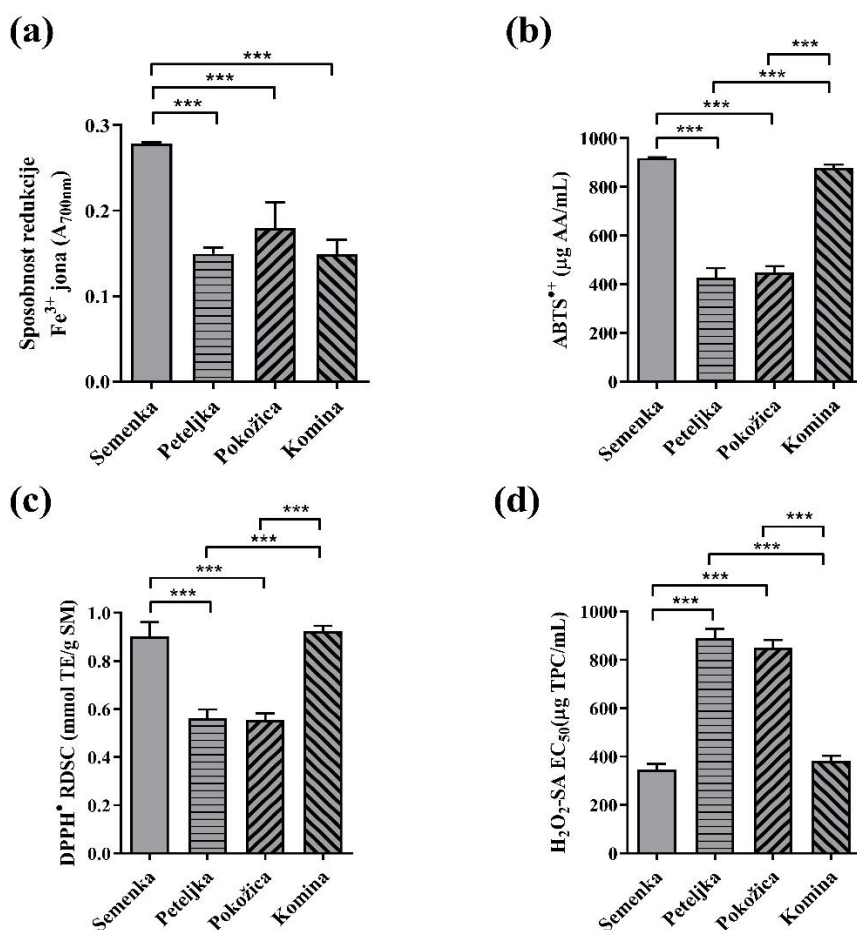 (a)
***
***
***
Sposobnost redukcije
Fe³⁺ jona (A₇₀₀ₙₘ)
0.3
0.2
0.1
0.0
Semenka
Peteljka
Pokožica
Komina
(b)
***
***
***
***
ABTS•⁺ (µg AA/mL)
1000
800
600
400
200
0
Semenka
Peteljka
Pokožica
Komina
(c)
***
***
***
***
DPPH• RDSC (mmol TE/g SM)
1.0
0.8
0.6
0.4
0.2
0.0
Semenka
Peteljka
Pokožica
Komina
(d)
***
***
***
***
H₂O₂-SA EC₅₀(µg TPC/mL)
1000
800
600
400
200
0
Semenka
Peteljka
Pokožica
Komina